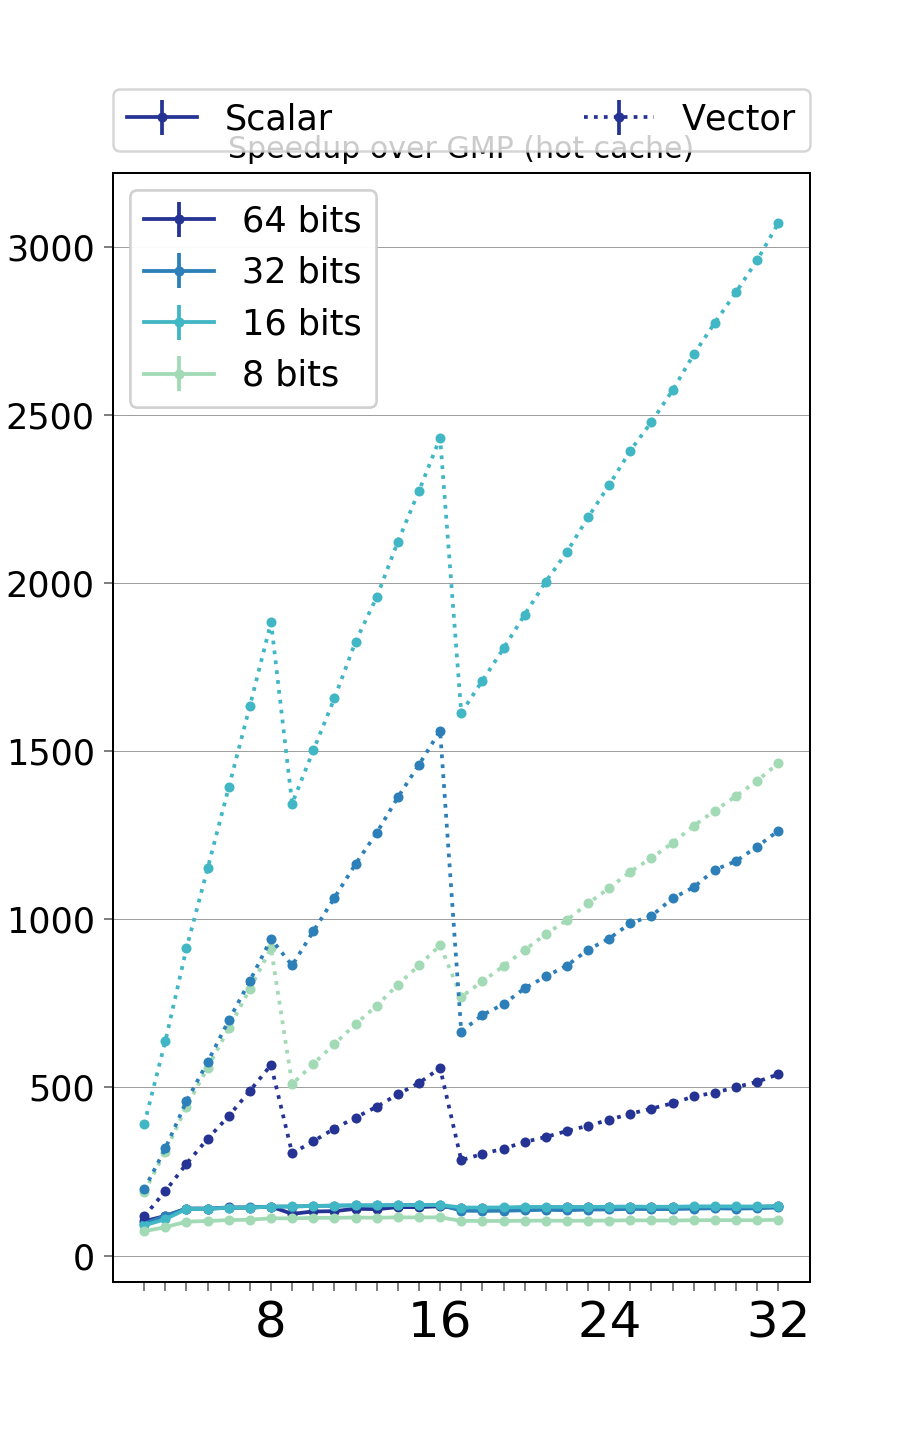 Scalar Vector
Speedup over GMP (hot cache)
64 bits
32 bits
16 bits
8 bits
3000
2500
2000
1500
1000
500
0
8 16 24 32